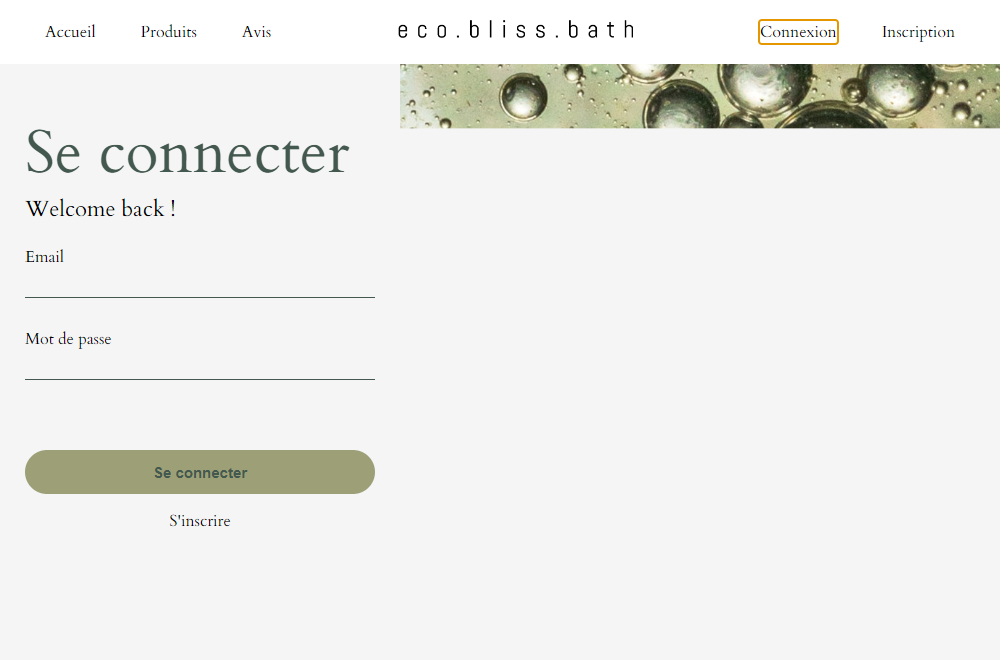 Accueil Produits Avis eco.bliss.bath Connexion Inscription
Se connecter
Welcome back !
Email
Mot de passe
Se connecter
S'inscrire